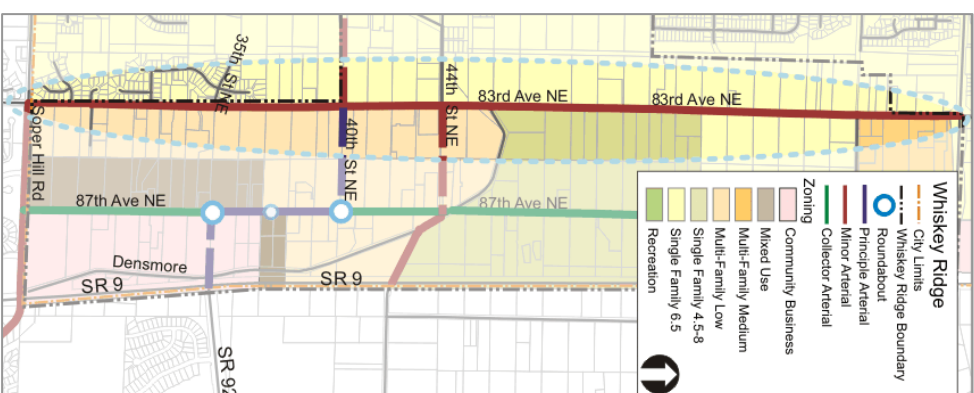 35th St NE
44th St NE
83rd Ave NE
83rd Ave NE
40th St NE
Soper Hill Rd
87th Ave NE
87th Ave NE
Densmore
SR 9
SR 9
SR 92
Whiskey Ridge
City Limits
Whiskey Ridge Boundary
Roundabout
Principle Arterial
Minor Arterial
Collector Arterial
Zoning
Community Business
Mixed Use
Multi-Family Medium
Multi-Family Low
Single Family 4.5-8
Single Family 6.5
Recreation